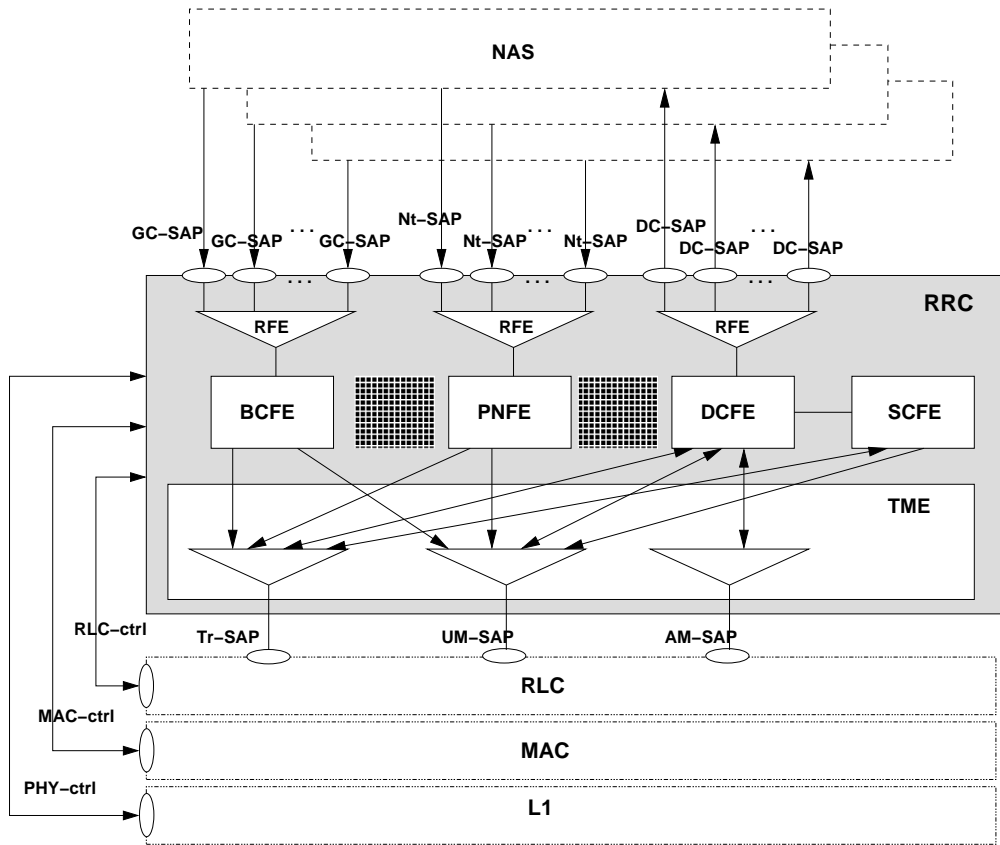 NAS
GC–SAP
GC–SAP
. . .
GC–SAP
Nt–SAP
Nt–SAP
. . .
Nt–SAP
DC–SAP
DC–SAP
. . .
DC–SAP
. . .
. . .
. . .
RRC
RFE
RFE
RFE
BCFE
PNFE
DCFE
SCFE
TME
RLC–ctrl
Tr–SAP
UM–SAP
AM–SAP
RLC
MAC–ctrl
MAC
PHY–ctrl
L1